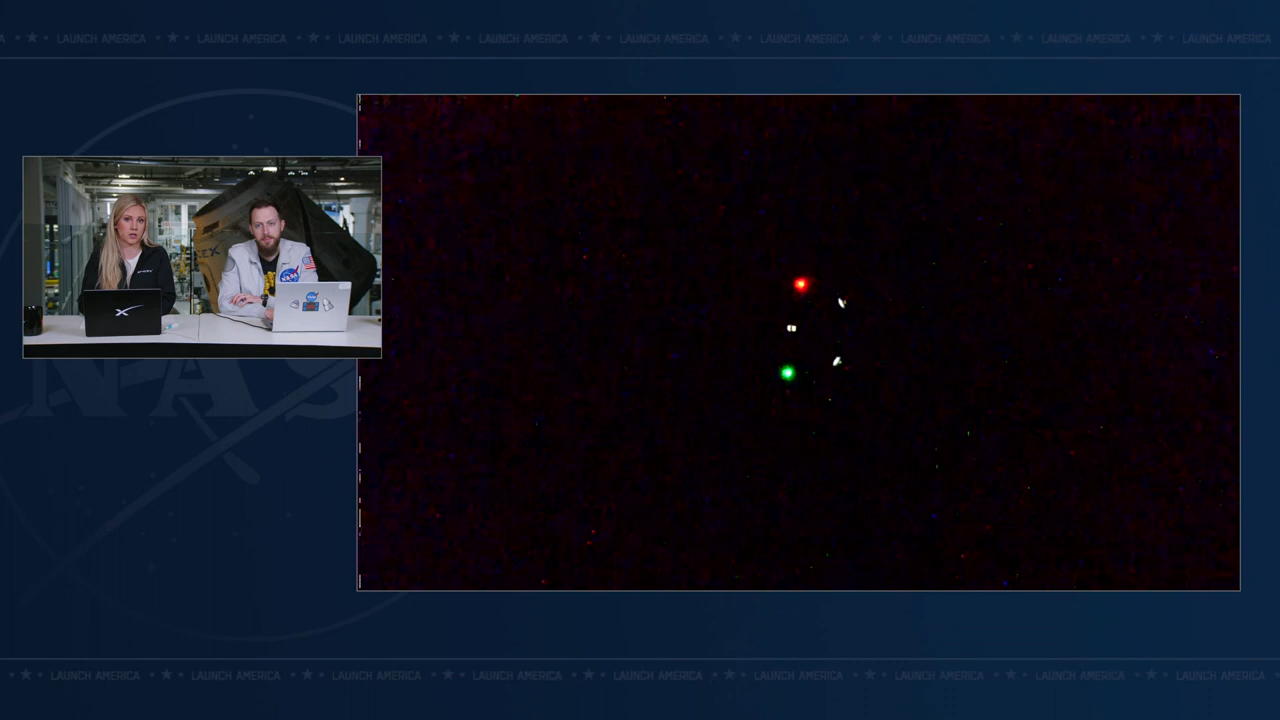 A • ★ • LAUNCH AMERICA • ★ • LAUNCH AMERICA • ★ • LAUNCH AMERICA • ★ • LAUNCH AMERICA • ★ • LAUNCH AMERICA • ★ • LAUNCH AMERICA • ★ • LAUNCH AMERICA • ★ • LAUNCH AMERICA • ★ • LAUNCH AMERICA
NASA
NAS
• ★ • LAUNCH AMERICA • ★ • LAUNCH AMERICA • ★ • LAUNCH AMERICA • ★ • LAUNCH AMERICA • ★ • LAUNCH AMERICA • ★ • LAUNCH AMERICA • ★ • LAUNCH AMERICA • ★ • LAUNCH AMERICA • ★ • LAUNCH AMERICA